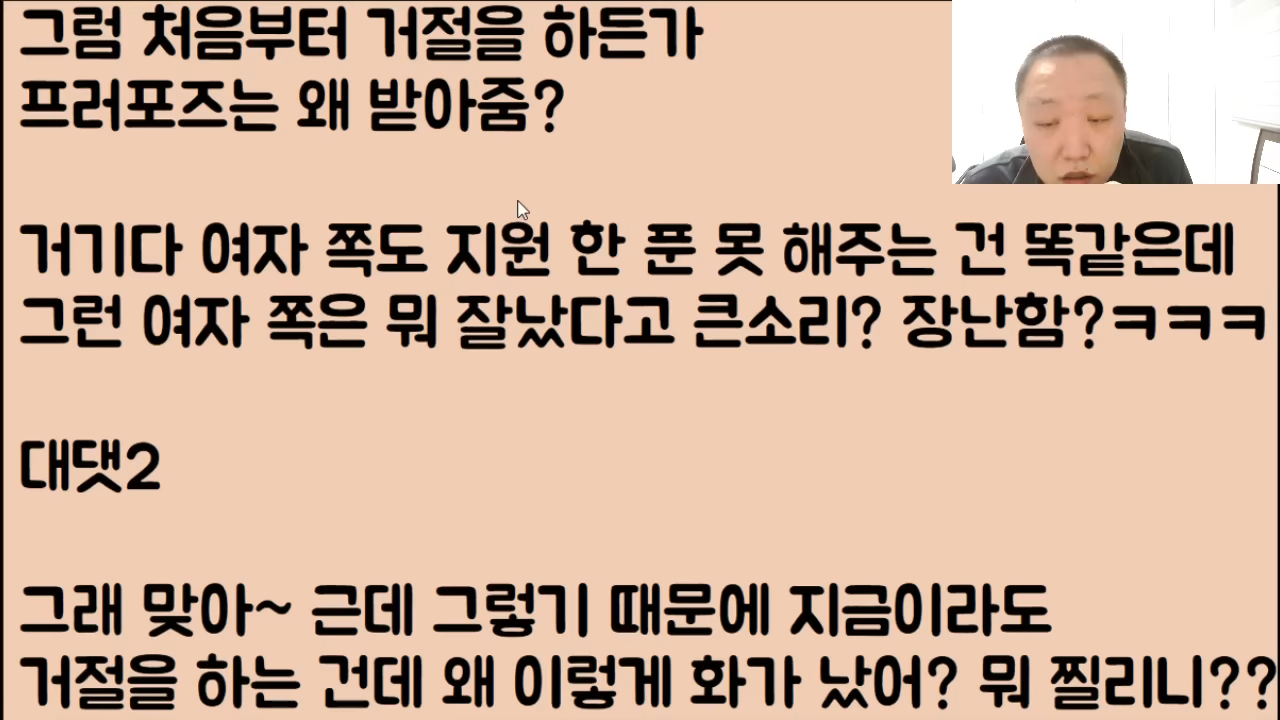 그럼 처음부터 거절을 하든가
프러포즈는 왜 받아줌?
거기다 여자 쪽도 지원 한 푼 못 해주는 건 똑같은데
그런 여자 쪽은 뭐 잘났다고 큰소리? 장난함?ㅋㅋㅋ
대댓2
그래 맞아~ 근데 그렇기 때문에 지금이라도
거절을 하는 건데 왜 이렇게 화가 났어? 뭐 찔리니??